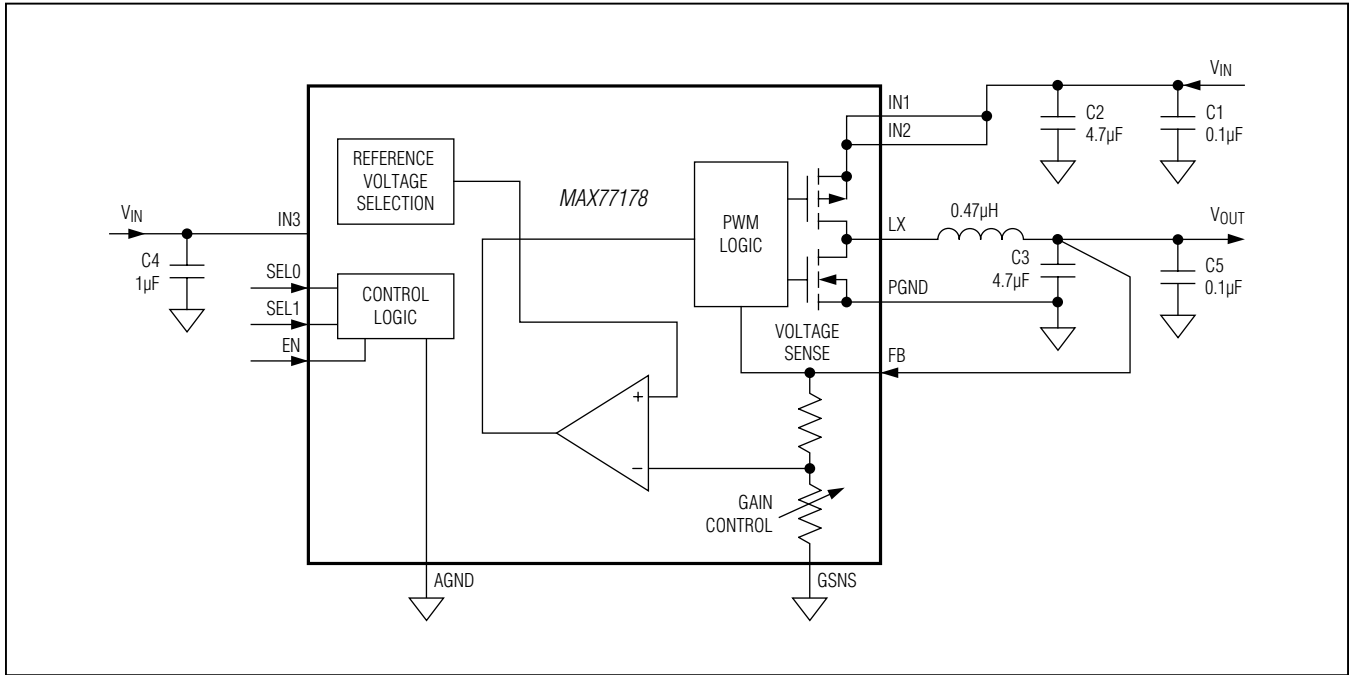 VIN
IN1
IN2
C2
4.7µF
C1
0.1µF
REFERENCE
VOLTAGE
SELECTION
MAX77178
PWM
LOGIC
VIN
IN3
C4
1µF
LX
0.47µH
VOUT
C3
4.7µF
C5
0.1µF
SEL0
SEL1
EN
CONTROL
LOGIC
PGND
VOLTAGE
SENSE
FB
+
−
GAIN
CONTROL
AGND
GSNS